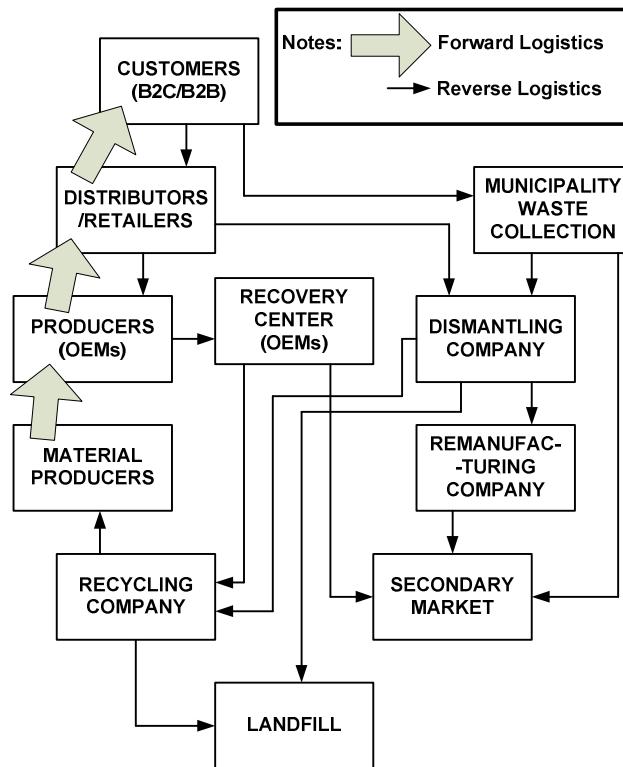 Notes:
Forward Logistics
Reverse Logistics
CUSTOMERS
(B2C/B2B)
DISTRIBUTORS
/RETAILERS
MUNICIPALITY
WASTE
COLLECTION
PRODUCERS
(OEMs)
RECOVERY
CENTER
(OEMs)
DISMANTLING
COMPANY
MATERIAL
PRODUCERS
REMANUFAC-
-TURING
COMPANY
RECYCLING
COMPANY
SECONDARY
MARKET
LANDFILL